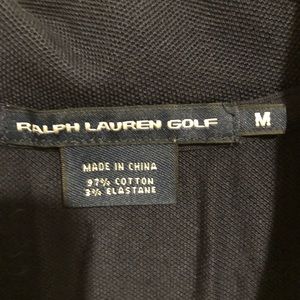 RALPH LAUREN GOLF M
MADE IN CHINA
97% COTTON
3% ELASTANE